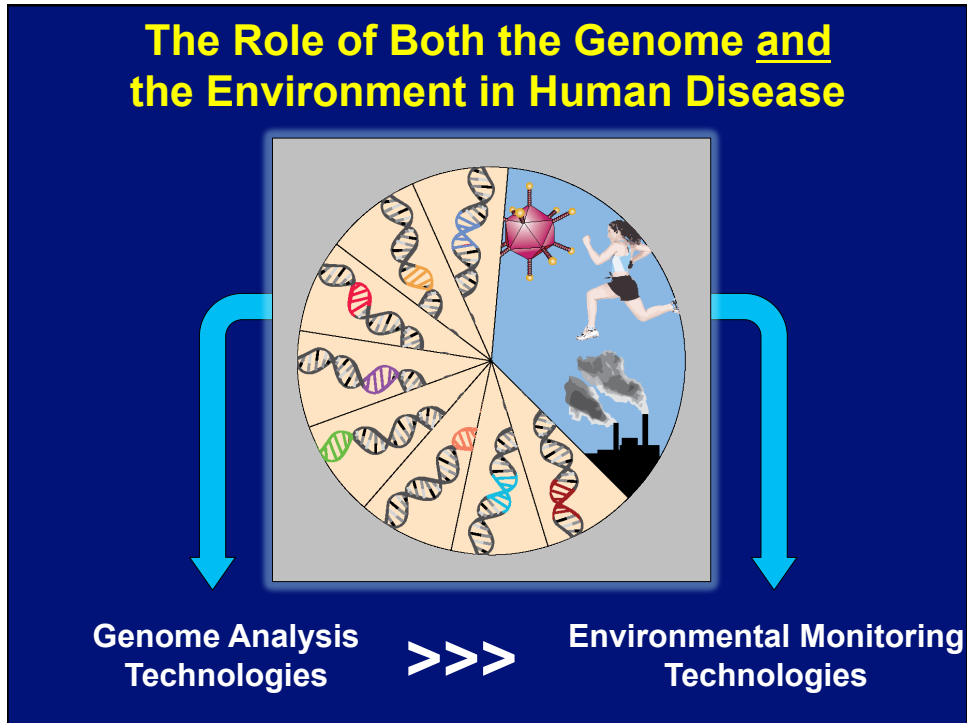 The Role of Both the Genome and
the Environment in Human Disease
Genome Analysis
Technologies
>>>
Environmental Monitoring
Technologies